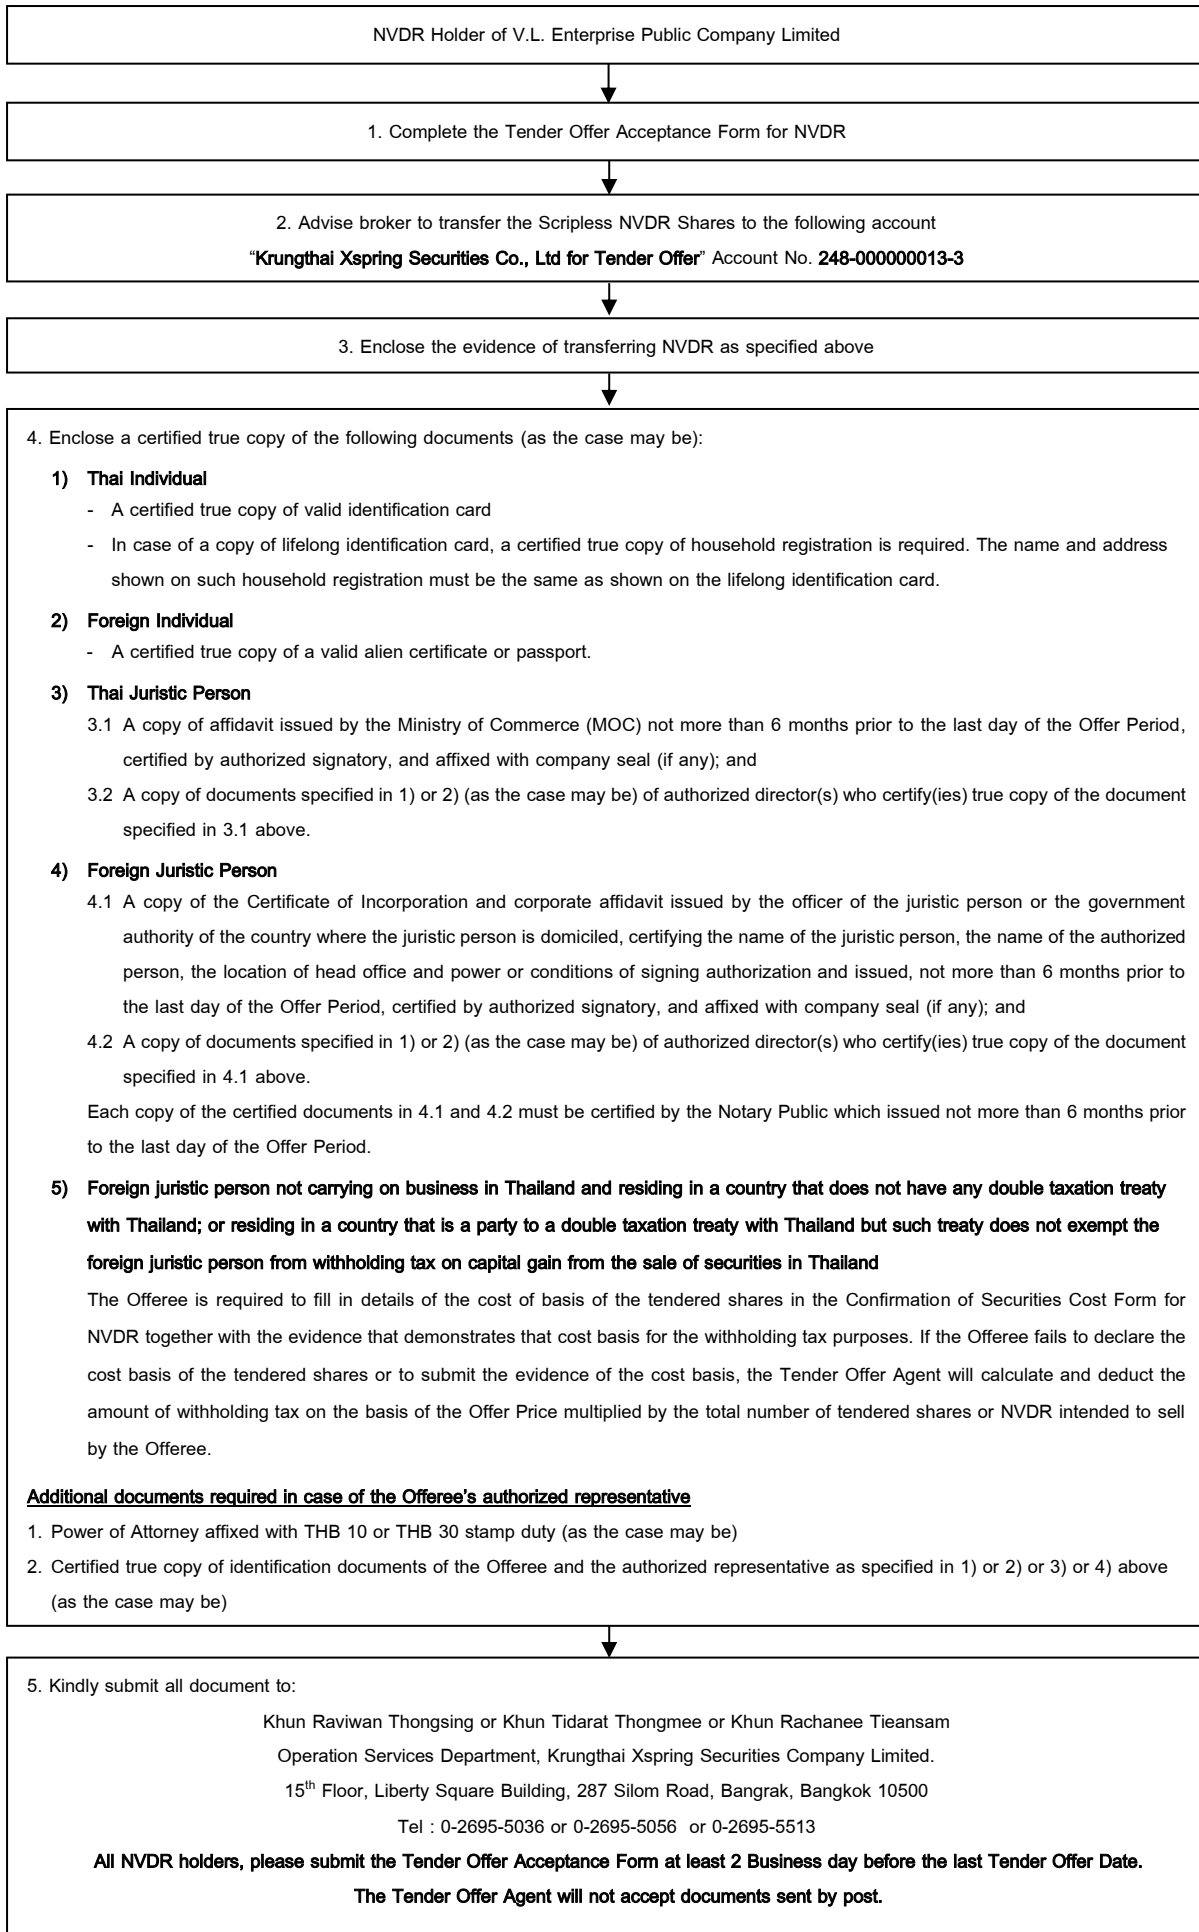 NVDR Holder of V.L. Enterprise Public Company Limited
1. Complete the Tender Offer Acceptance Form for NVDR
2. Advise broker to transfer the Scripless NVDR Shares to the following account
“Krungthai Xspring Securities Co., Ltd for Tender Offer” Account No. 248-000000013-3
3. Enclose the evidence of transferring NVDR as specified above
4. Enclose a certified true copy of the following documents (as the case may be):
1) Thai Individual
- A certified true copy of valid identification card
- In case of a copy of lifelong identification card, a certified true copy of household registration is required. The name and address
shown on such household registration must be the same as shown on the lifelong identification card.
2) Foreign Individual
- A certified true copy of a valid alien certificate or passport.
3) Thai Juristic Person
3.1 A copy of affidavit issued by the Ministry of Commerce (MOC) not more than 6 months prior to the last day of the Offer Period,
certified by authorized signatory, and affixed with company seal (if any); and
3.2 A copy of documents specified in 1) or 2) (as the case may be) of authorized director(s) who certify(ies) true copy of the document
specified in 3.1 above.
4) Foreign Juristic Person
4.1 A copy of the Certificate of Incorporation and corporate affidavit issued by the officer of the juristic person or the government
authority of the country where the juristic person is domiciled, certifying the name of the juristic person, the name of the authorized
person, the location of head office and power or conditions of signing authorization and issued, not more than 6 months prior to
the last day of the Offer Period, certified by authorized signatory, and affixed with company seal (if any); and
4.2 A copy of documents specified in 1) or 2) (as the case may be) of authorized director(s) who certify(ies) true copy of the document
specified in 4.1 above.
Each copy of the certified documents in 4.1 and 4.2 must be certified by the Notary Public which issued not more than 6 months prior
to the last day of the Offer Period.
5) Foreign juristic person not carrying on business in Thailand and residing in a country that does not have any double taxation treaty
with Thailand; or residing in a country that is a party to a double taxation treaty with Thailand but such treaty does not exempt the
foreign juristic person from withholding tax on capital gain from the sale of securities in Thailand
The Offeree is required to fill in details of the cost of basis of the tendered shares in the Confirmation of Securities Cost Form for
NVDR together with the evidence that demonstrates that cost basis for the withholding tax purposes. If the Offeree fails to declare the
cost basis of the tendered shares or to submit the evidence of the cost basis, the Tender Offer Agent will calculate and deduct the
amount of withholding tax on the basis of the Offer Price multiplied by the total number of tendered shares or NVDR intended to sell
by the Offeree.
Additional documents required in case of the Offeree’s authorized representative
1. Power of Attorney affixed with THB 10 or THB 30 stamp duty (as the case may be)
2. Certified true copy of identification documents of the Offeree and the authorized representative as specified in 1) or 2) or 3) or 4) above
(as the case may be)
5. Kindly submit all document to:
Khun Raviwan Thongsing or Khun Tidarat Thongmee or Khun Rachanee Tieansam
Operation Services Department, Krungthai Xspring Securities Company Limited.
15th Floor, Liberty Square Building, 287 Silom Road, Bangrak, Bangkok 10500
Tel : 0-2695-5036 or 0-2695-5056 or 0-2695-5513
All NVDR holders, please submit the Tender Offer Acceptance Form at least 2 Business day before the last Tender Offer Date.
The Tender Offer Agent will not accept documents sent by post.